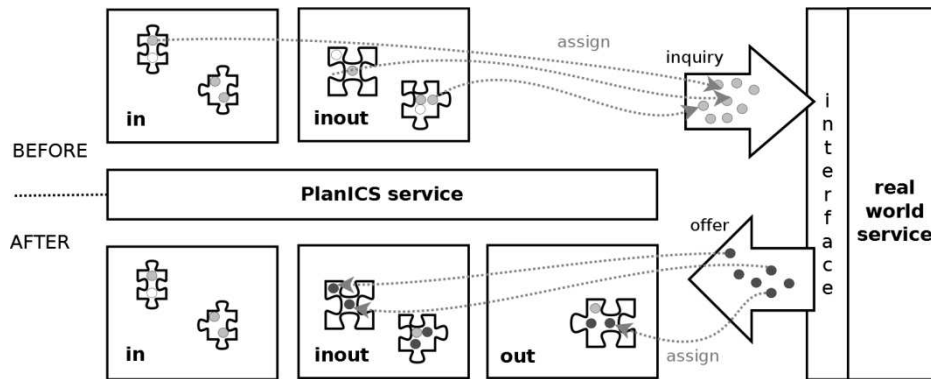 assign
inquiry
in
inout
BEFORE
PlanICS service
AFTER
interface
real
world
service
offer
in
inout
out
assign